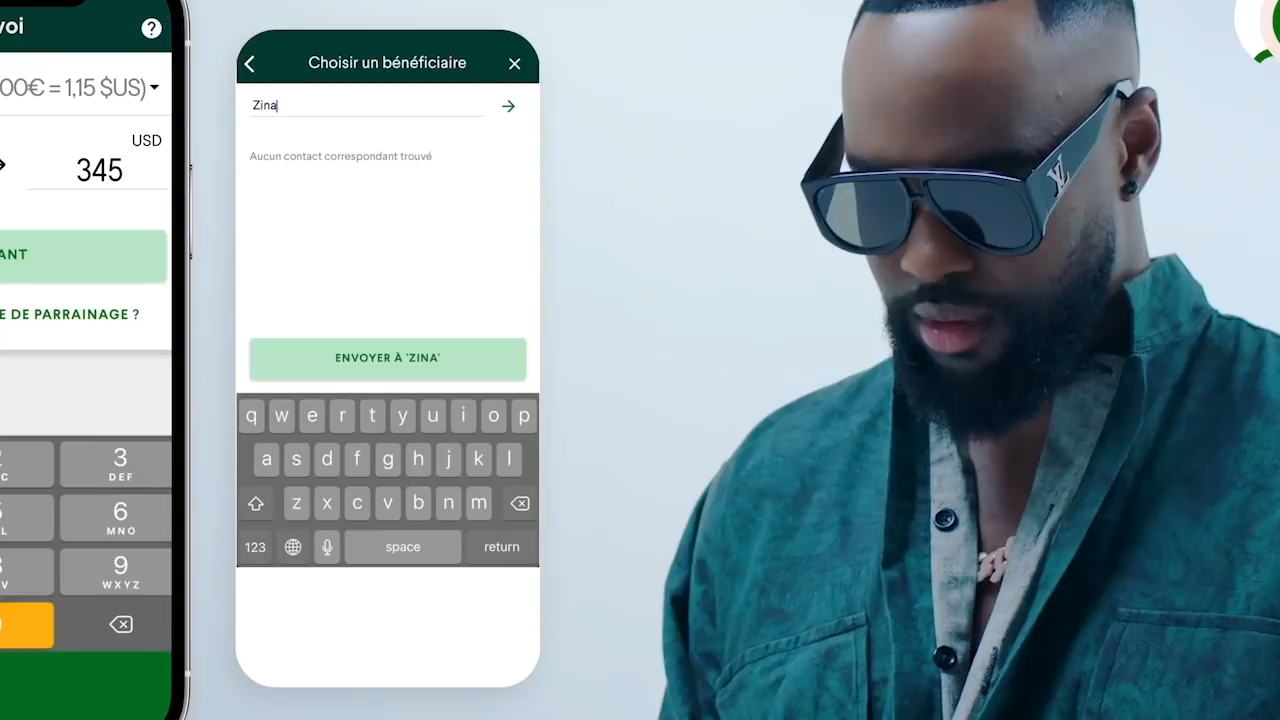 voi
?
00€ = 1,15 $US)
USD
345
ANT
E DE PARRAINAGE ?
3
DEF
6
MNO
9
WXYZ
Choisir un bénéficiaire
Zina
Aucun contact correspondant trouvé
ENVOYER À 'ZINA'
q w e r t y u i o p
a s d f g h j k l
z x c v b n m
123 space return
LV